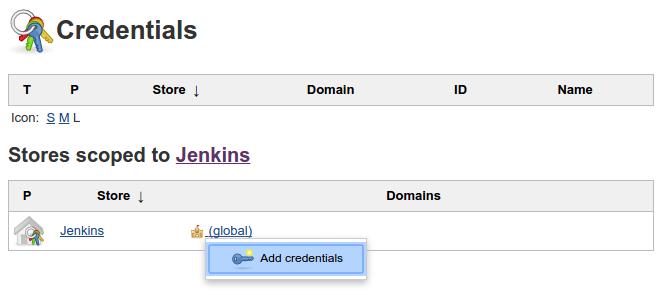 Credentials
T P Store ↓ Domain ID Name
Icon: S M L
Stores scoped to Jenkins
P Store ↓ Domains
Jenkins (global)
Add credentials